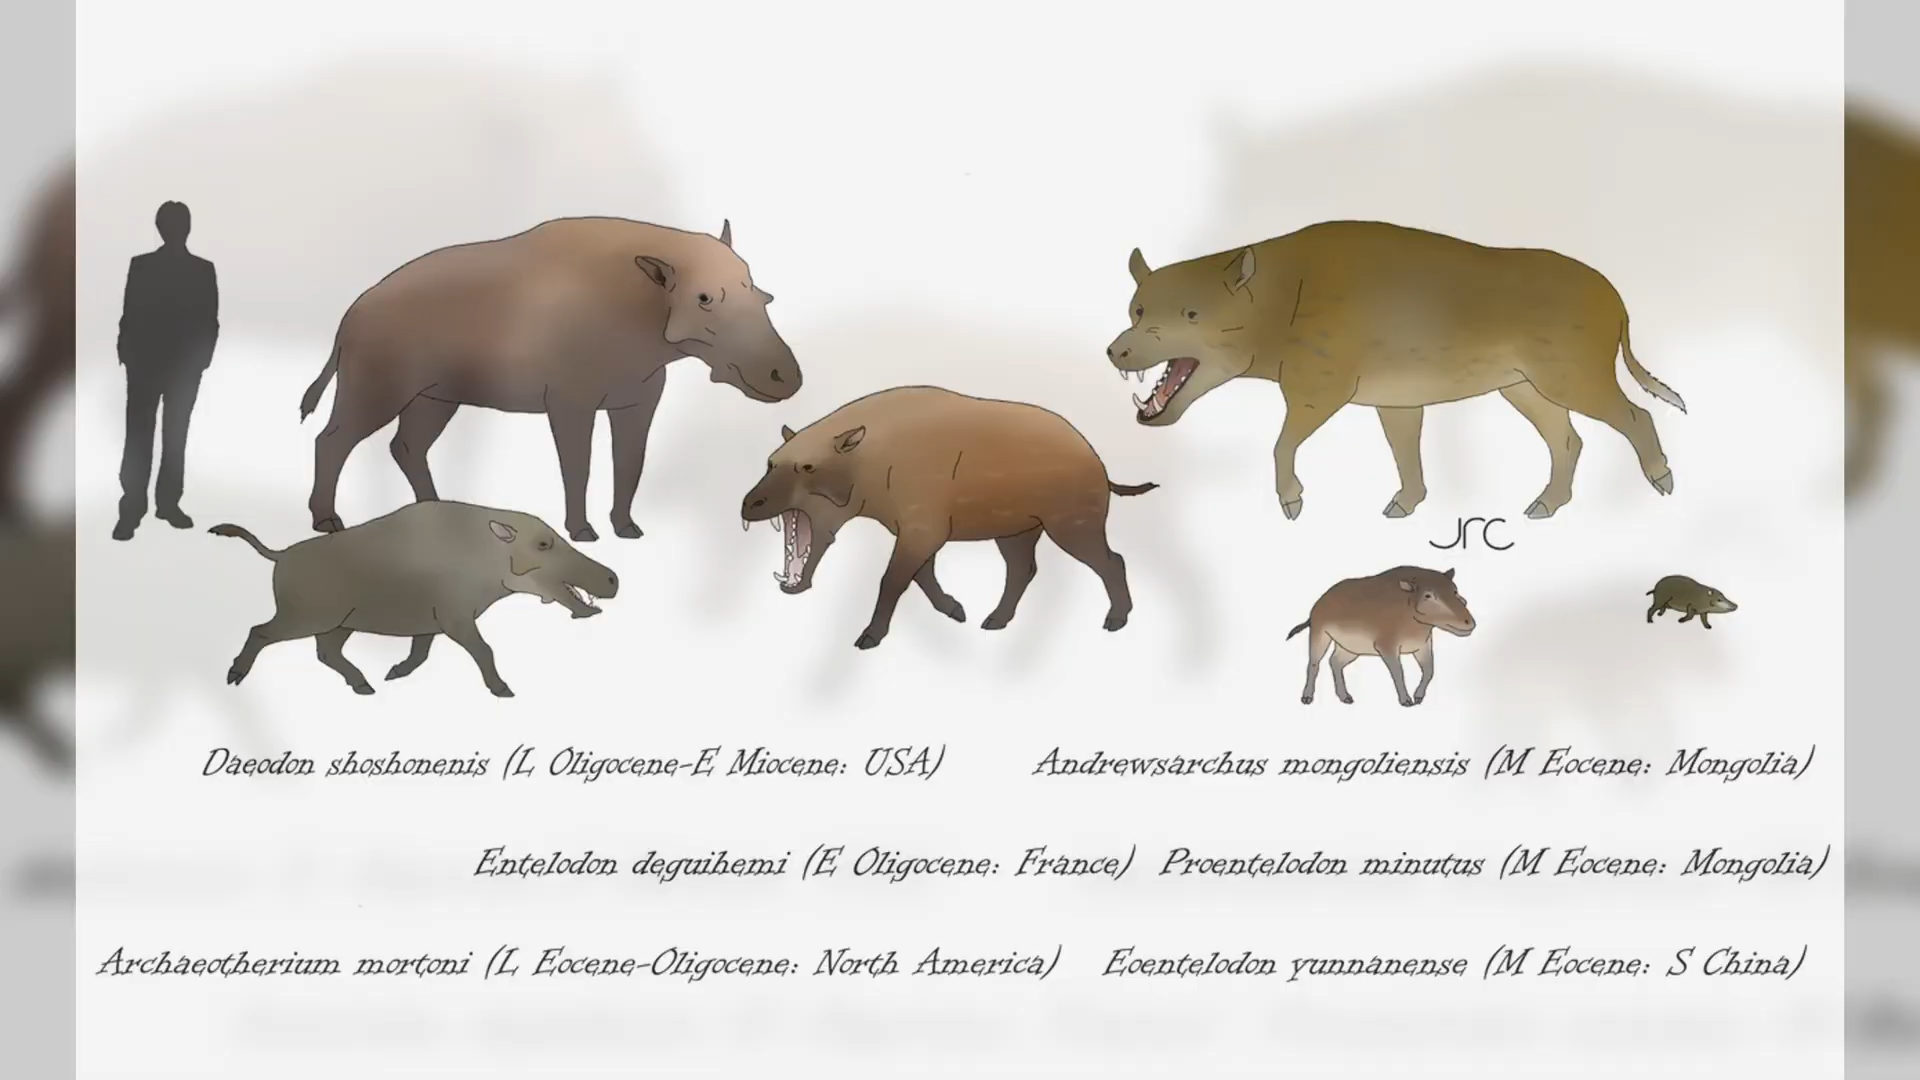 JrC
Daeodon shoshonenis (L Oligocene-E Miocene: USA)
Andrewsarchus mongoliensis (M Eocene: Mongolia)
Entelodon deguihemi (E Oligocene: France)
Proentelodon minutus (M Eocene: Mongolia)
Archaeotherium mortoni (L Eocene-Oligocene: North America)
Eoentelodon yunnanense (M Eocene: S China)